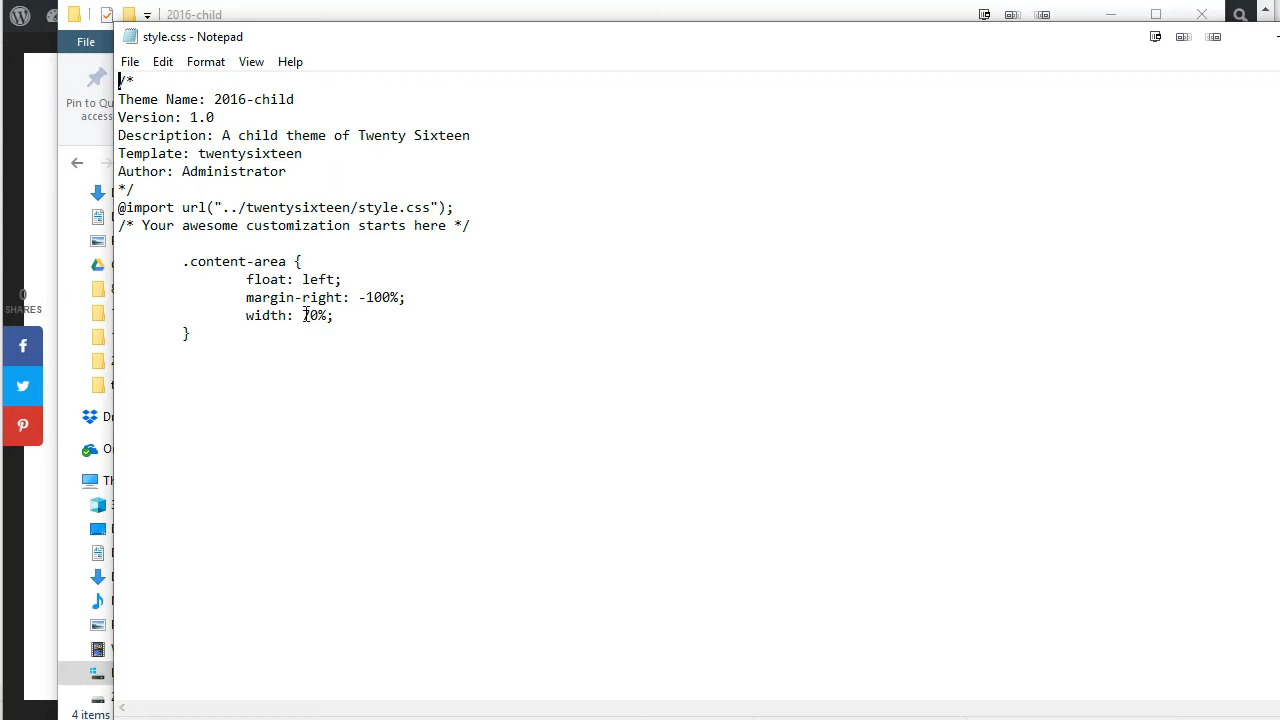 2016-child
File
style.css - Notepad
File Edit Format View Help
Pin to Qu
access
/*
Theme Name: 2016-child
Version: 1.0
Description: A child theme of Twenty Sixteen
Template: twentysixteen
Author: Administrator
*/
@import url("../twentysixteen/style.css");
/* Your awesome customization starts here */
.content-area {
float: left;
margin-right: -100%;
width: 70%;
}
0
SHARES
4 items